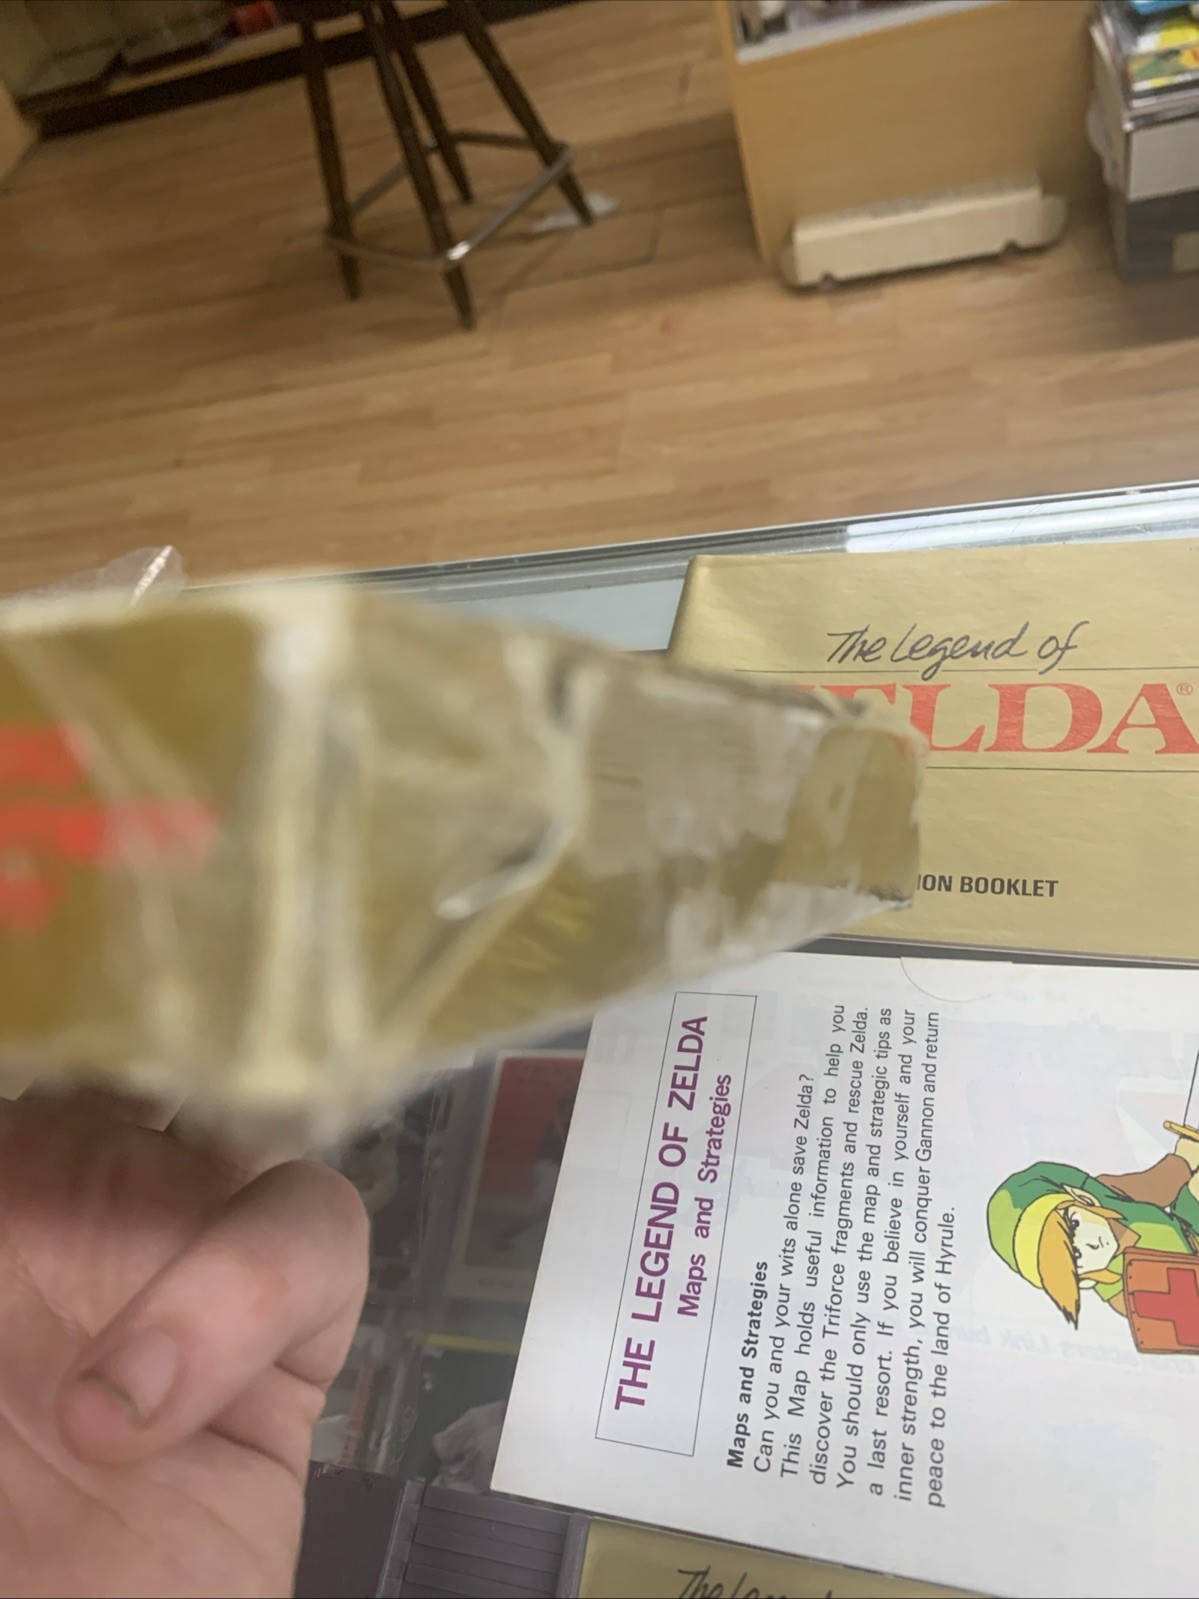 The Legend of
ELDA®
ION BOOKLET
THE LEGEND OF ZELDA
Maps and Strategies
Maps and Strategies
Can you and your wits alone save Zelda?
This Map holds useful information to help you
discover the Triforce fragments and rescue Zelda.
You should only use the map and strategic tips as
a last resort. If you believe in yourself and your
inner strength, you will conquer Gannon and return
peace to the land of Hyrule.
The Le